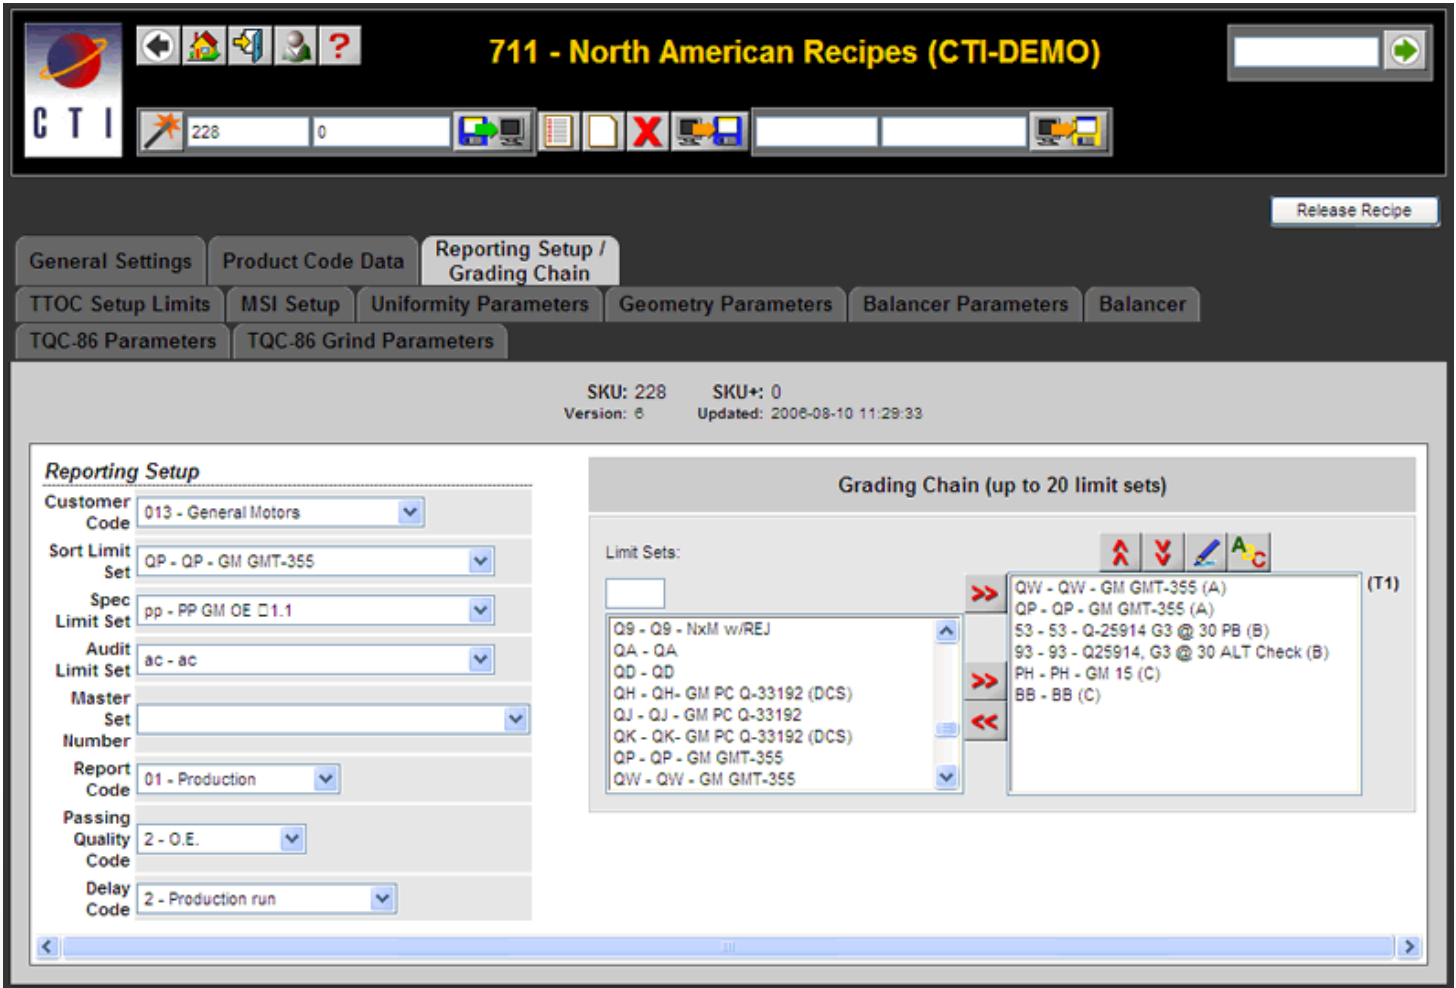 711 - North American Recipes (CTI-DEMO)
CTI
228 0
Release Recipe
General Settings Product Code Data Reporting Setup /
Grading Chain
TTOC Setup Limits MSI Setup Uniformity Parameters Geometry Parameters Balancer Parameters Balancer
TQC-86 Parameters TQC-86 Grind Parameters
SKU: 228 SKU+: 0
Version: 6 Updated: 2006-08-10 11:29:33
Reporting Setup
Customer
Code
013 - General Motors
Sort Limit
Set
QP - QP - GM GMT-355
Spec
Limit Set
pp - PP GM OE □1.1
Audit
Limit Set
ac - ac
Master
Set
Number
Report
Code
01 - Production
Passing
Quality
Code
2 - O.E.
Delay
Code
2 - Production run
Grading Chain (up to 20 limit sets)
Limit Sets:
Q9 - Q9 - NxM w/REJ
QA - QA
QD - QD
QH - QH- GM PC Q-33192 (DCS)
QJ - QJ - GM PC Q-33192
QK - QK- GM PC Q-33192 (DCS)
QP - QP - GM GMT-355
QW - QW - GM GMT-355
A C
QW - QW - GM GMT-355 (A)
QP - QP - GM GMT-355 (A)
53 - 53 - Q-25914 G3 @ 30 PB (B)
93 - 93 - Q25914, G3 @ 30 ALT Check (B)
PH - PH - GM 15 (C)
BB - BB (C)
(T1)